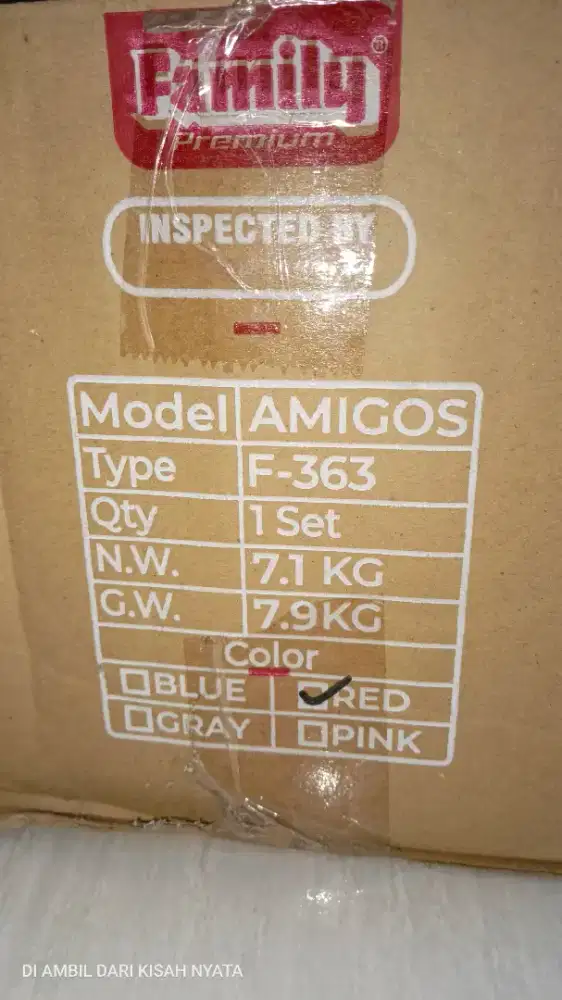 Family ®
Premium
INSPECTED BY
Model AMIGOS
Type F-363
Qty 1 Set
N.W. 7.1 KG
G.W. 7.9KG
Color
☐BLUE ☑RED
☐GRAY ☐PINK
DI AMBIL DARI KISAH NYATA